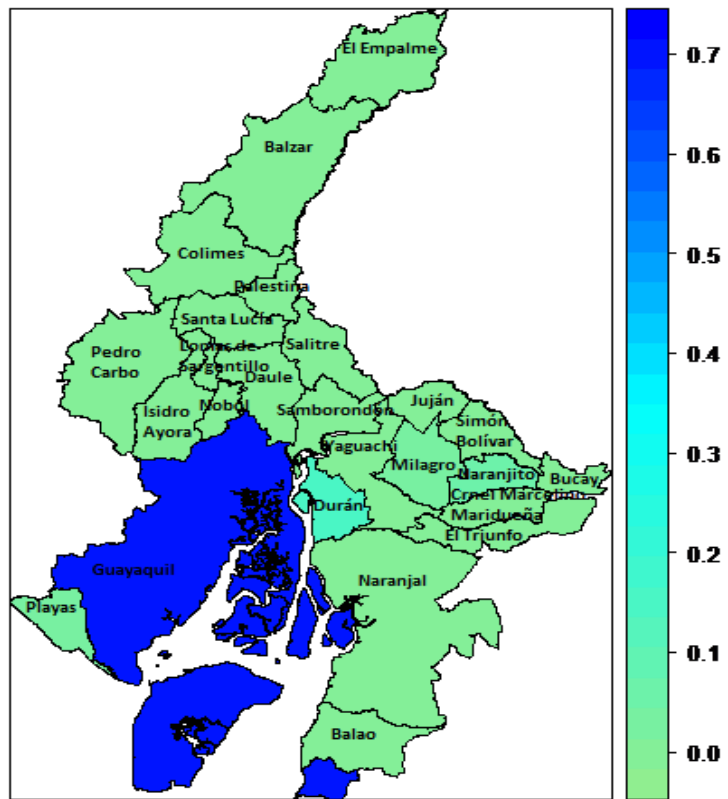 El Empalme
Balzar
Colimes
Palestina
Santa Lucía
Lomas de
Sargentillo
Salitre
Pedro
Carbo
Daule
Isidro
Ayora
Nobol
Samborondón
Juján
Simón
Bolívar
Yaguachi
Milagro
Naranjito
Bucay
Crnel Marcelino
Maridueña
Durán
El Triunfo
Guayaquil
Naranjal
Playas
Balao
0.7
0.6
0.5
0.4
0.3
0.2
0.1
0.0